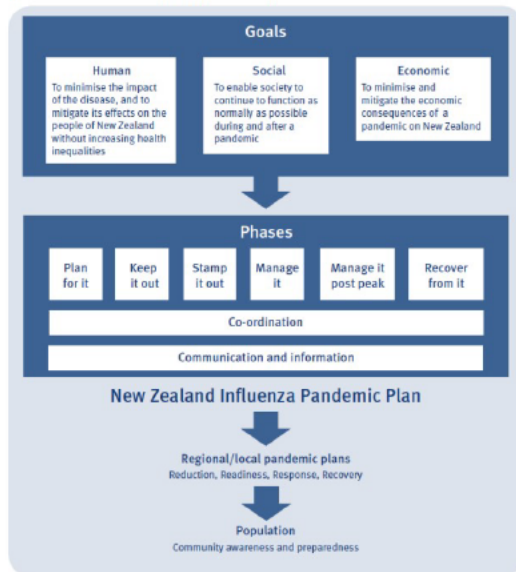 Goals
Human
To minimise the impact
of the disease, and to
mitigate its effects on the
people of New Zealand
without increasing health
inequalities
Social
To enable society to
continue to function as
normally as possible
during and after a
pandemic
Economic
To minimise and
mitigate the economic
consequences of a
pandemic on New Zealand
Phases
Plan
for it
Keep
it out
Stamp
it out
Manage
it
Manage it
post peak
Recover
from it
Co-ordination
Communication and information
New Zealand Influenza Pandemic Plan
Regional/local pandemic plans
Reduction, Readiness, Response, Recovery
Population
Community awareness and preparedness